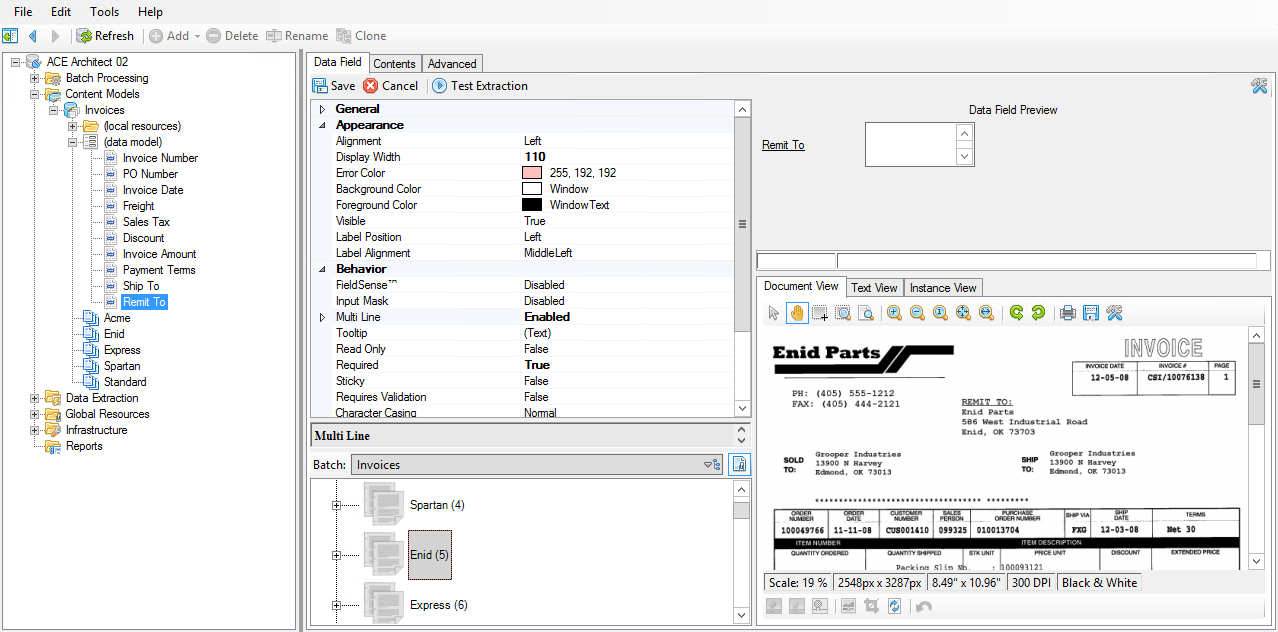 File Edit Tools Help
Refresh Add Delete Rename Clone
ACE Architect 02
Batch Processing
Content Models
Invoices
(local resources)
(data model)
Invoice Number
PO Number
Invoice Date
Freight
Sales Tax
Discount
Invoice Amount
Payment Terms
Ship To
Remit To
Acme
Enid
Express
Spartan
Standard
Data Extraction
Global Resources
Infrastructure
Reports
Data Field Contents Advanced
Save Cancel Test Extraction
General
Appearance
Alignment Left
Display Width 110
Error Color 255, 192, 192
Background Color Window
Foreground Color WindowText
Visible True
Label Position Left
Label Alignment MiddleLeft
Behavior
FieldSense™ Disabled
Input Mask Disabled
Multi Line Enabled
Tooltip (Text)
Read Only False
Required True
Sticky False
Requires Validation False
Character Casing Normal
Multi Line
Batch: Invoices
Spartan (4)
Enid (5)
Express (6)
Data Field Preview
Remit To
Document View Text View Instance View
Enid Parts
INVOICE
INVOICE DATE INVOICE # PAGE
12-05-08 CSI/10076138 1
PH: (405) 555-1212
FAX: (405) 444-2121
REMIT TO:
Enid Parts
586 West Industrial Road
Enid, OK 73703
SOLD TO:
Grooper Industries
13900 N Harvey
Edmond, OK 73013
SHIP TO:
Grooper Industries
13900 N Harvey
Edmond, OK 73013
*********************************** *********
ORDER NUMBER ORDER DATE CUSTOMER NUMBER SALES PERSON PURCHASE ORDER NUMBER SHIP VIA SHIP DATE TERMS
100049766 11-11-08 CUS001410 099325 010013704 FXG 12-03-08 Net 30
ITEM NUMBER ITEM DESCRIPTION
QUANTITY ORDERED QUANTITY SHIPPED STK UNIT PRICE UNIT DISCOUNT EXTENDED PRICE
Packing Slip No. : 100093121
Scale: 19 % 2548px x 3287px 8.49" x 10.96" 300 DPI Black & White